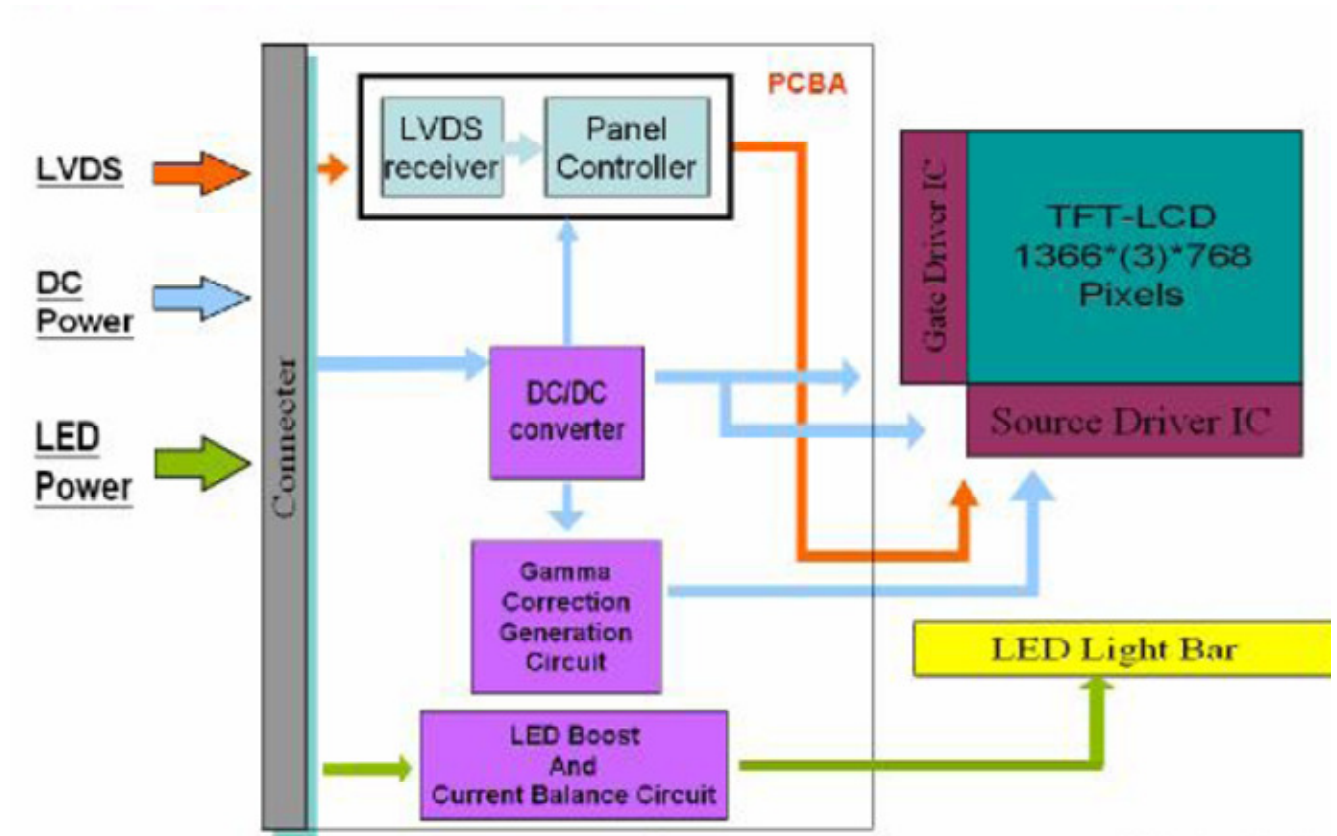 PCBA
LVDS
receiver
Panel
Controller
LVDS
DC
Power
LED
Power
Connecter
DC/DC
converter
Gamma
Correction
Generation
Circuit
LED Boost
And
Current Balance Circuit
Gate Driver IC
TFT-LCD
1366*(3)*768
Pixels
Source Driver IC
LED Light Bar